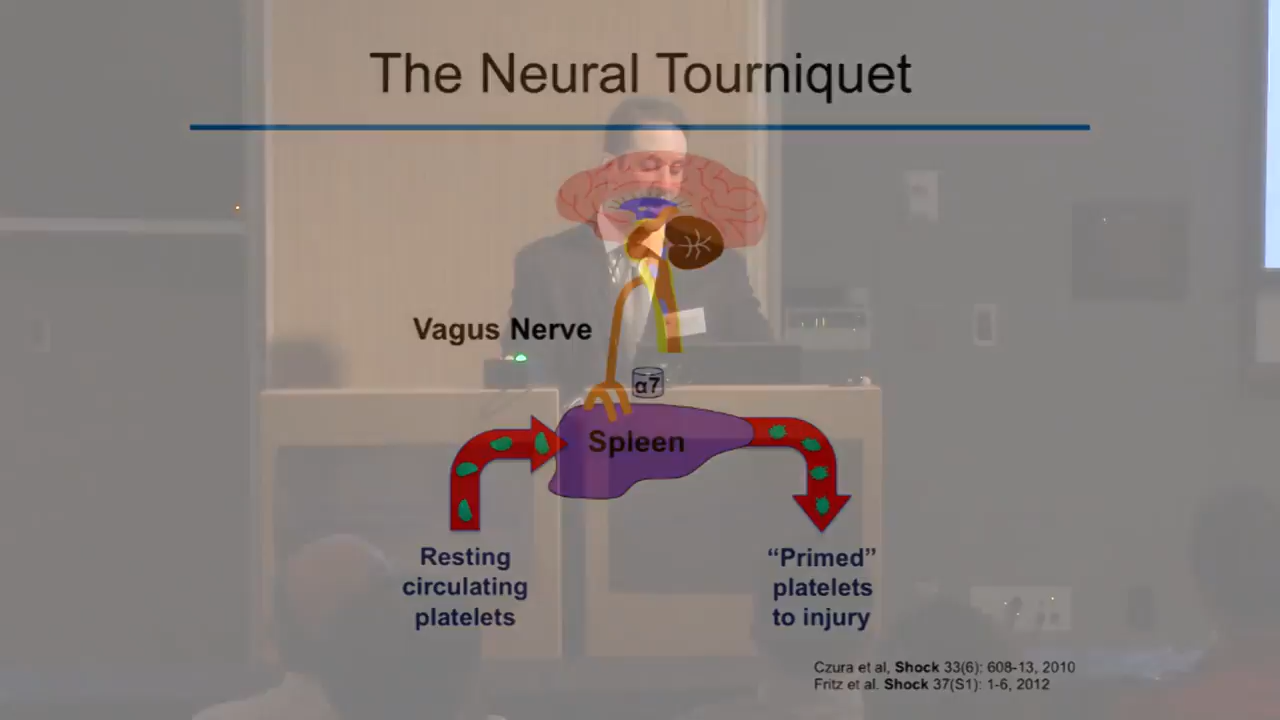 The Neural Tourniquet
Vagus Nerve
α7
Spleen
Resting
circulating
platelets
“Primed”
platelets
to injury
Czura et al, Shock 33(6): 608-13, 2010
Fritz et al. Shock 37(S1): 1-6, 2012